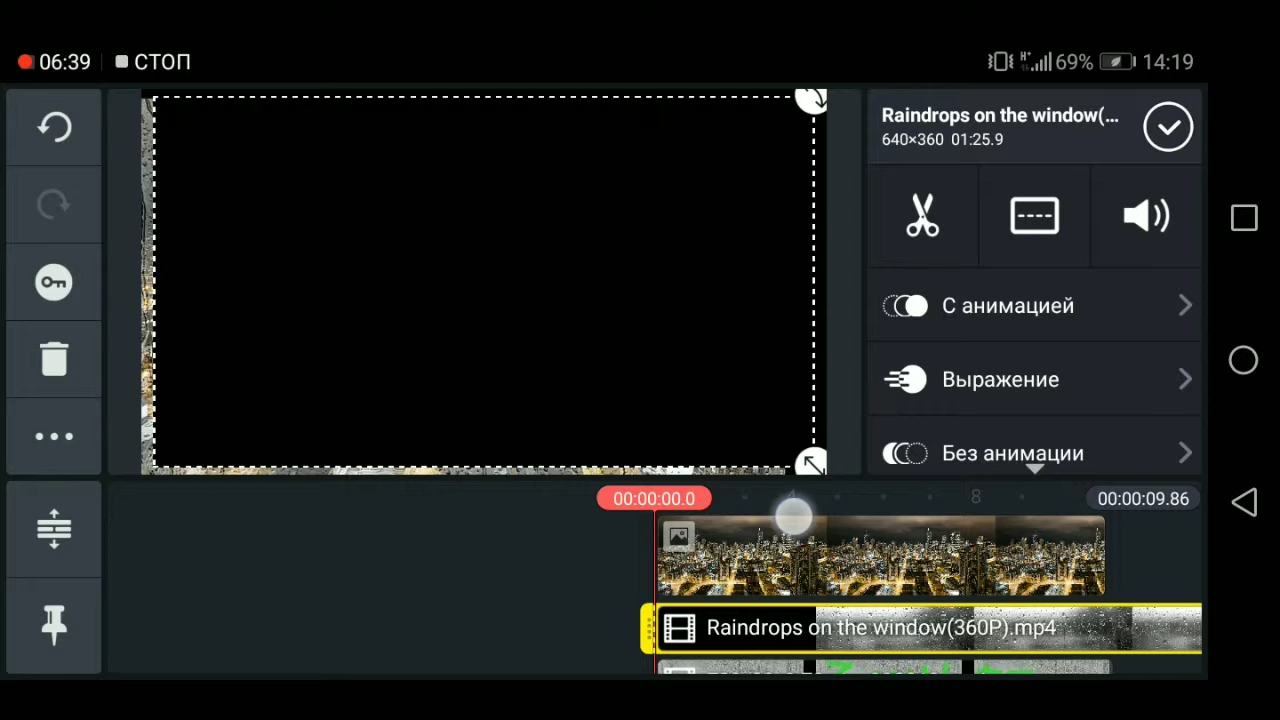 06:39 СТОП
69% 14:19
Raindrops on the window(...
640×360 01:25.9
С анимацией
Выражение
Без анимации
00:00:00.0
4
8
00:00:09.86
Raindrops on the window(360P).mp4